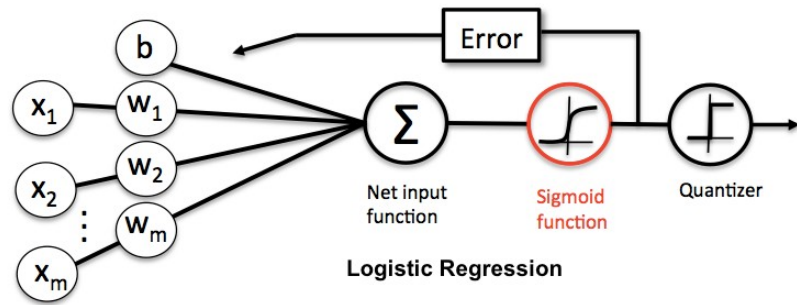 Error
b
x1
w1
Σ
x2
w2
⋮
wm
xm
Net input
function
Sigmoid
function
Quantizer
Logistic Regression